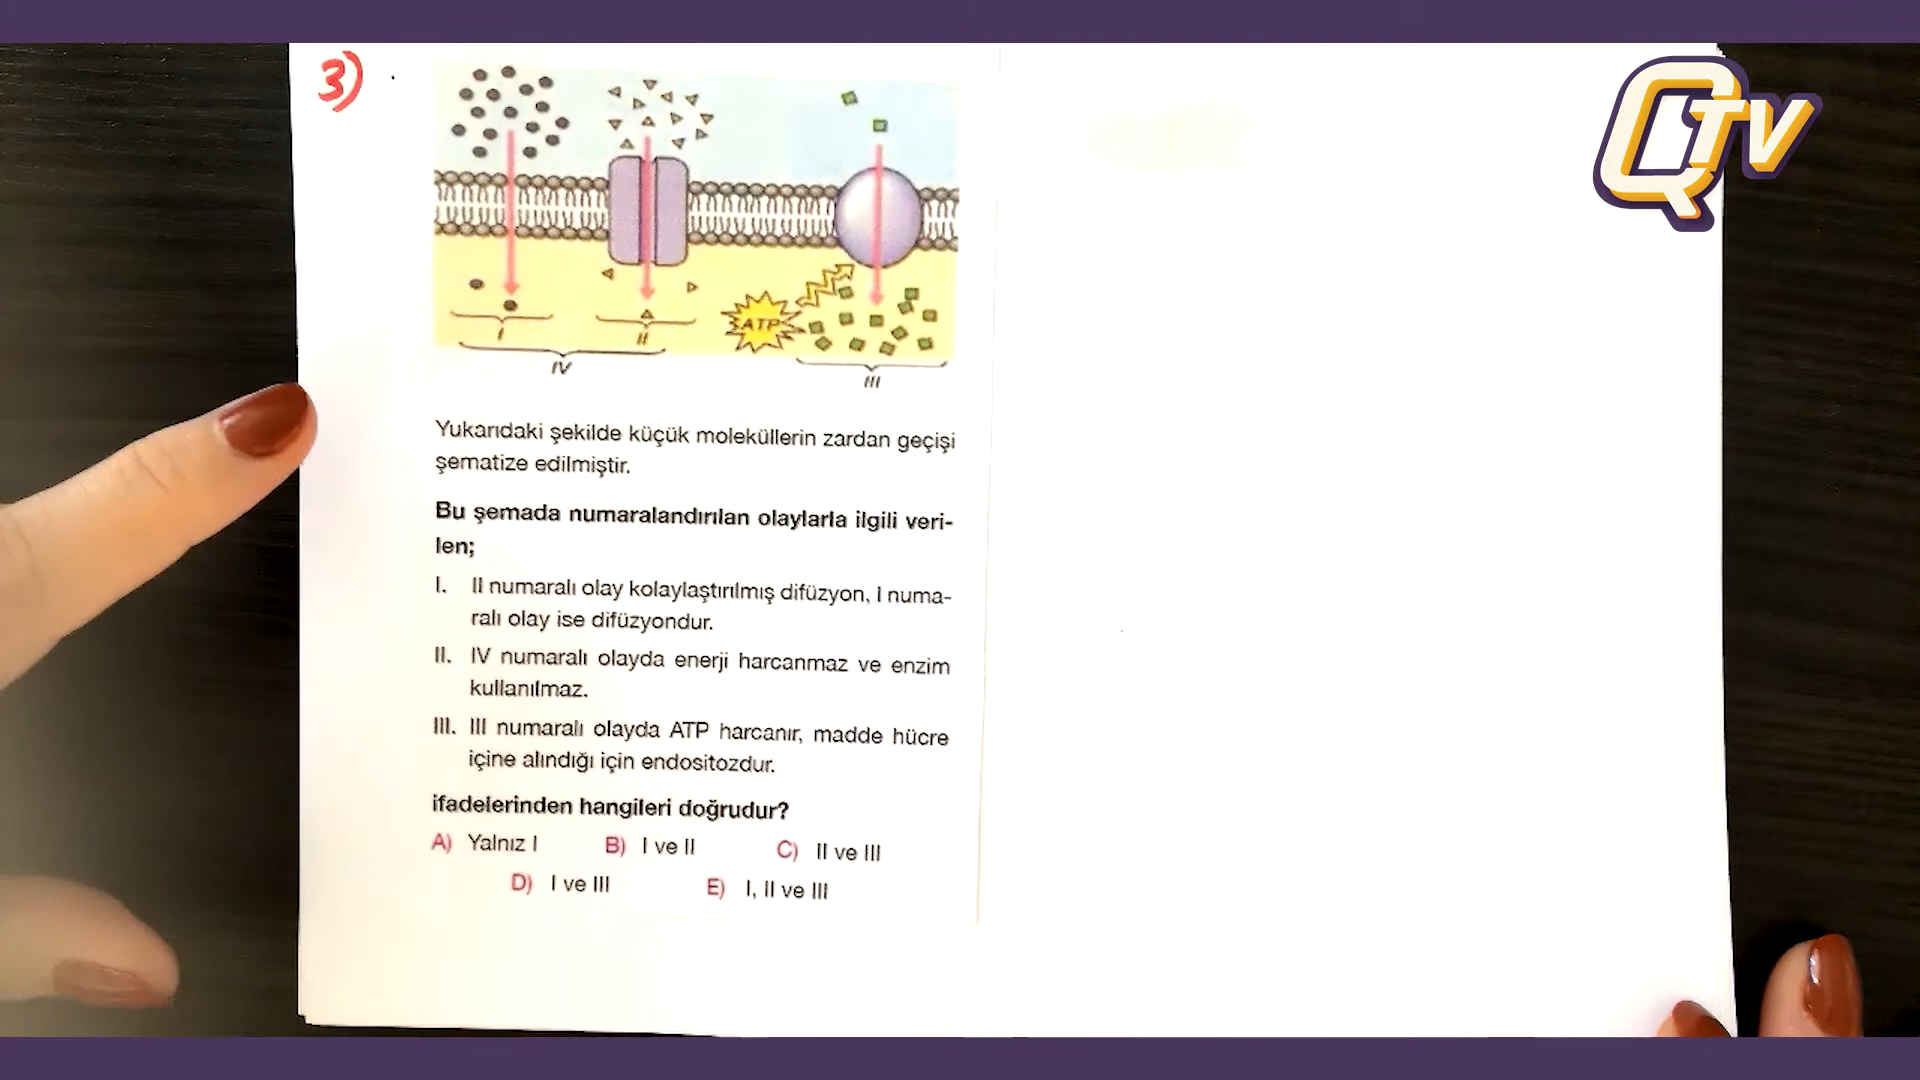 3)
QTV
ATP
I
II
IV
III
Yukarıdaki şekilde küçük moleküllerin zardan geçişi
şematize edilmiştir.
Bu şemada numaralandırılan olaylarla ilgili veri-
len;
I. II numaralı olay kolaylaştırılmış difüzyon, I numa-
ralı olay ise difüzyondur.
II. IV numaralı olayda enerji harcanmaz ve enzim
kullanılmaz.
III. III numaralı olayda ATP harcanır, madde hücre
içine alındığı için endositozdur.
ifadelerinden hangileri doğrudur?
A) Yalnız I B) I ve II C) II ve III
D) I ve III E) I, II ve III